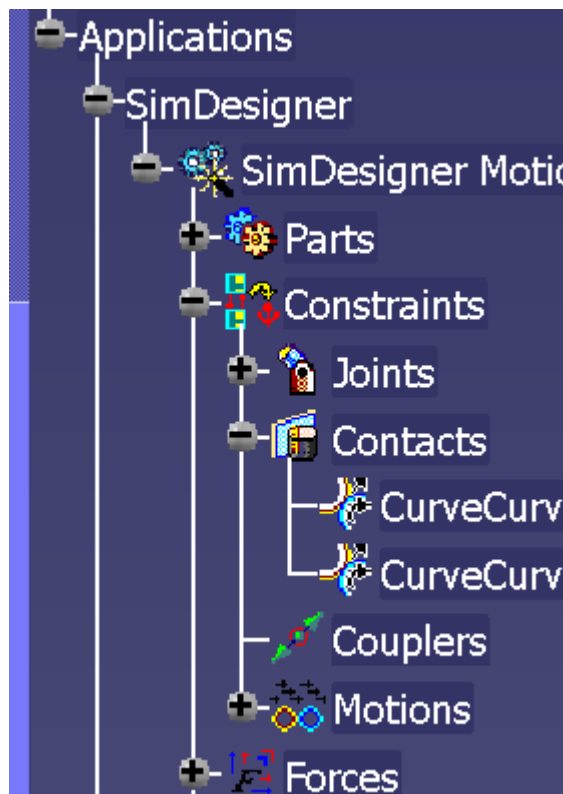 Applications
SimDesigner
SimDesigner Motio
Parts
Constraints
Joints
Contacts
CurveCurv
CurveCurv
Couplers
Motions
Forces